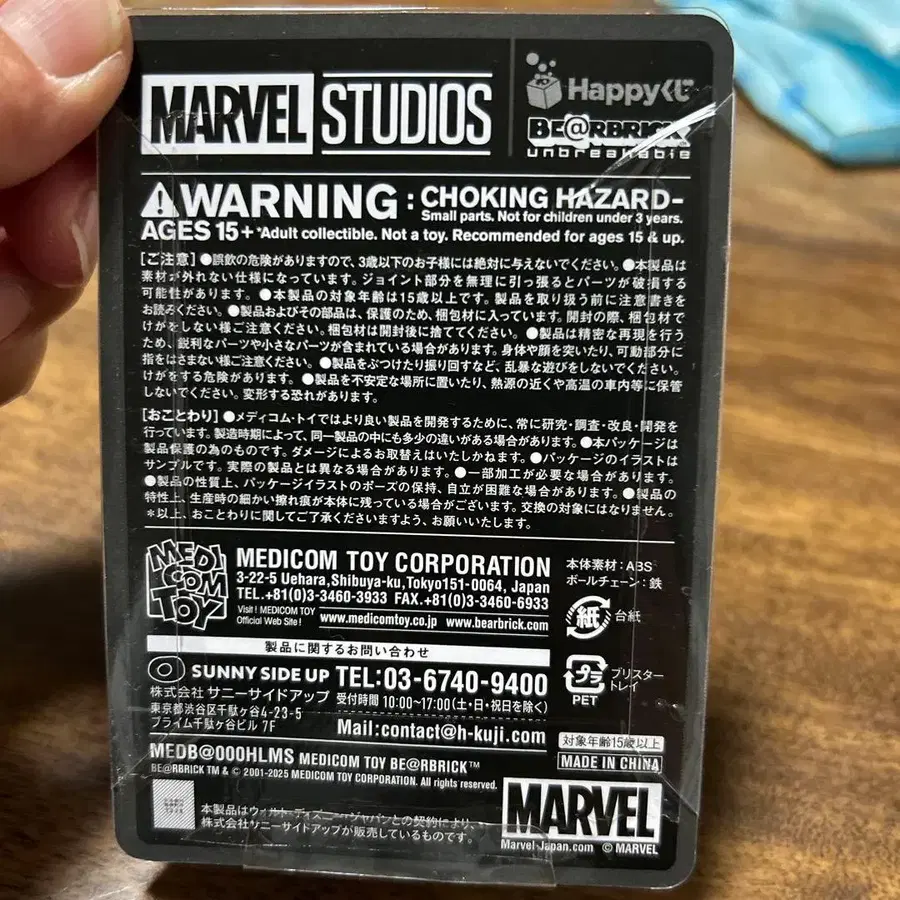 MARVEL STUDIOS
Happyくじ
BE@RBRICK
unbreakable
WARNING : CHOKING HAZARD-
Small parts. Not for children under 3 years.
AGES 15+ *Adult collectible. Not a toy. Recommended for ages 15 & up.
[ご注意] ●誤飲の危険がありますので、3歳以下のお子様には絶対に与えないでください。●本製品は
素材が外れない仕様になっています。ジョイント部分を無理に引っ張るとパーツが破損する
可能性があります。●本製品の対象年齢は15歳以上です。製品を取り扱う前に注意書きを
お読みください。●製品およびその部品は、保護のため、梱包材に入っています。開封の際、梱包材で
けがをしない様ご注意ください。梱包材は開封後に捨ててください。●製品は精密な再現を行う
ため、鋭利なパーツや小さなパーツが含まれている場合があります。身体や顔を突いたり、可動部分に
指をはさまない様ご注意ください。●製品をぶつけたり振り回すなど、乱暴な遊びをしないでください。
けがをする危険があります。●製品を不安定な場所に置いたり、熱源の近くや高温の車内等に保管
しないでください。変形する恐れがあります。
[おことわり] ●メディコム・トイではより良い製品を開発するために、常に研究・調査・改良・開発を
行っています。製造時期によって、同一製品の中にも多少の違いがある場合があります。●本パッケージは
製品保護の為のものです。ダメージによるお取替えはいたしかねます。●パッケージのイラストは
サンプルです。実際の製品とは異なる場合があります。●一部加工が必要な場合があります。
●製品の性質上、パッケージイラストのポーズの保持、自立が困難な場合があります。●製品の
特性上、生産時の細かい擦れ痕が本体に残っている場合がございます。交換の対象にはなりません。
*以上、おことわりに関してご了承くださいますよう、お願いいたします。
MEDI COM TOY
MEDICOM TOY CORPORATION
3-22-5 Uehara,Shibuya-ku,Tokyo151-0064, Japan
TEL.+81(0)3-3460-3933 FAX.+81(0)3-3460-6933
Visit ! MEDICOM TOY
Official Web Site !
www.medicomtoy.co.jp www.bearbrick.com
本体素材:ABS
ボールチェーン:鉄
紙 台紙
製品に関するお問い合わせ
SUNNY SIDE UP TEL:03-6740-9400
株式会社 サニーサイドアップ 受付時間 10:00〜17:00(土・日・祝日を除く)
東京都渋谷区千駄ヶ谷4-23-5
プライム千駄ヶ谷ビル 7F
Mail:contact@h-kuji.com
プラ
PET
ブリスター
トレイ
MEDB@000HLMS MEDICOM TOY BE@RBRICK™
BE@RBRICK TM & © 2001-2025 MEDICOM TOY CORPORATION. All rights reserved.
対象年齢15歳以上
MADE IN CHINA
本製品はウォルト・ディズニー・ジャパンとの契約により、
株式会社サニーサイドアップが販売しているものです。
MARVEL
Marvel-Japan.com © MARVEL